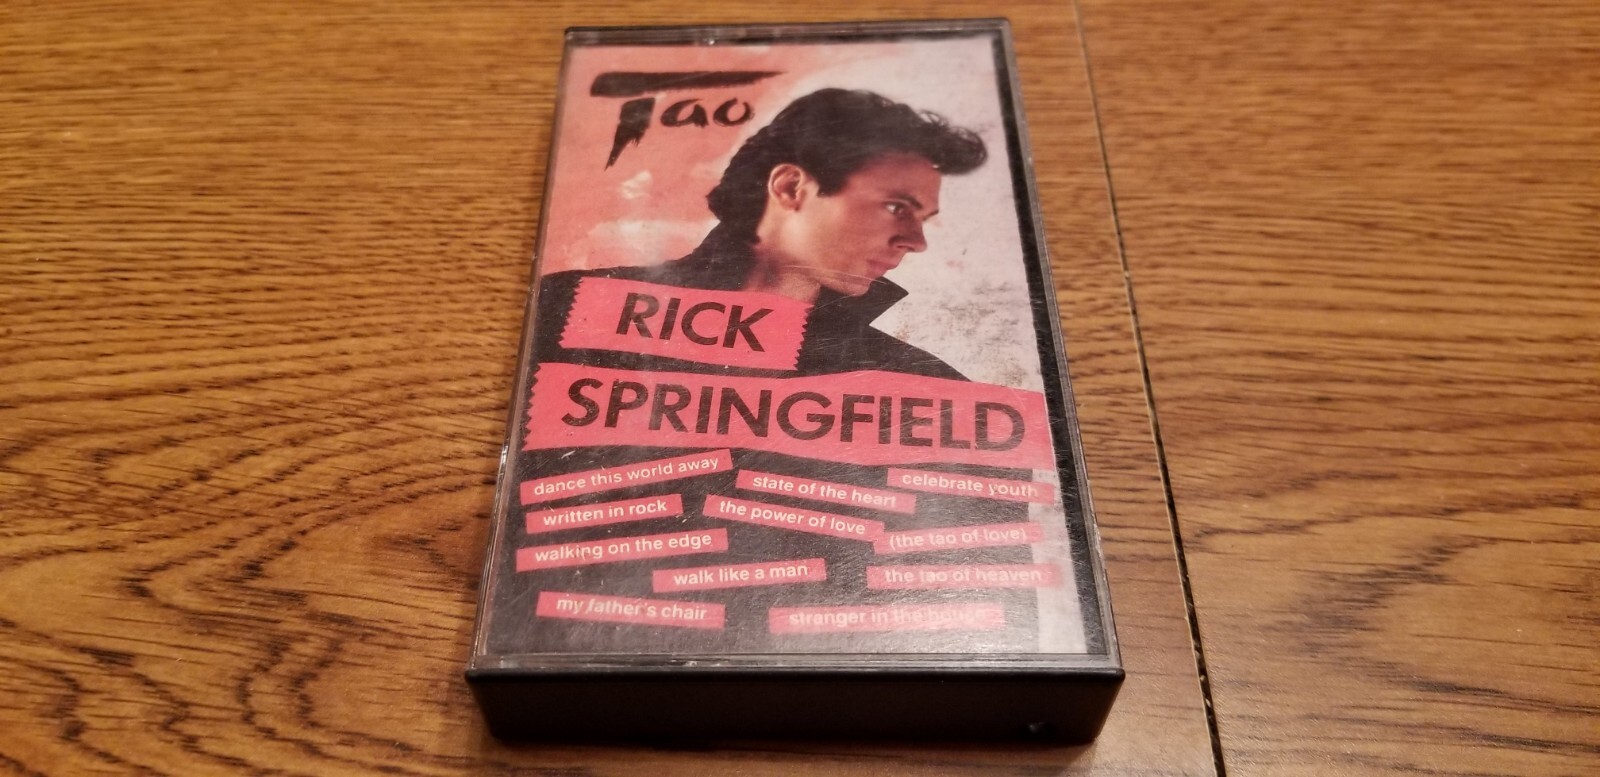 Tao
RICK
SPRINGFIELD
dance this world away
state of the heart
celebrate youth
written in rock
the power of love
(the tao of love)
walking on the edge
walk like a man
the tao of heaven
my father's chair
stranger in the house